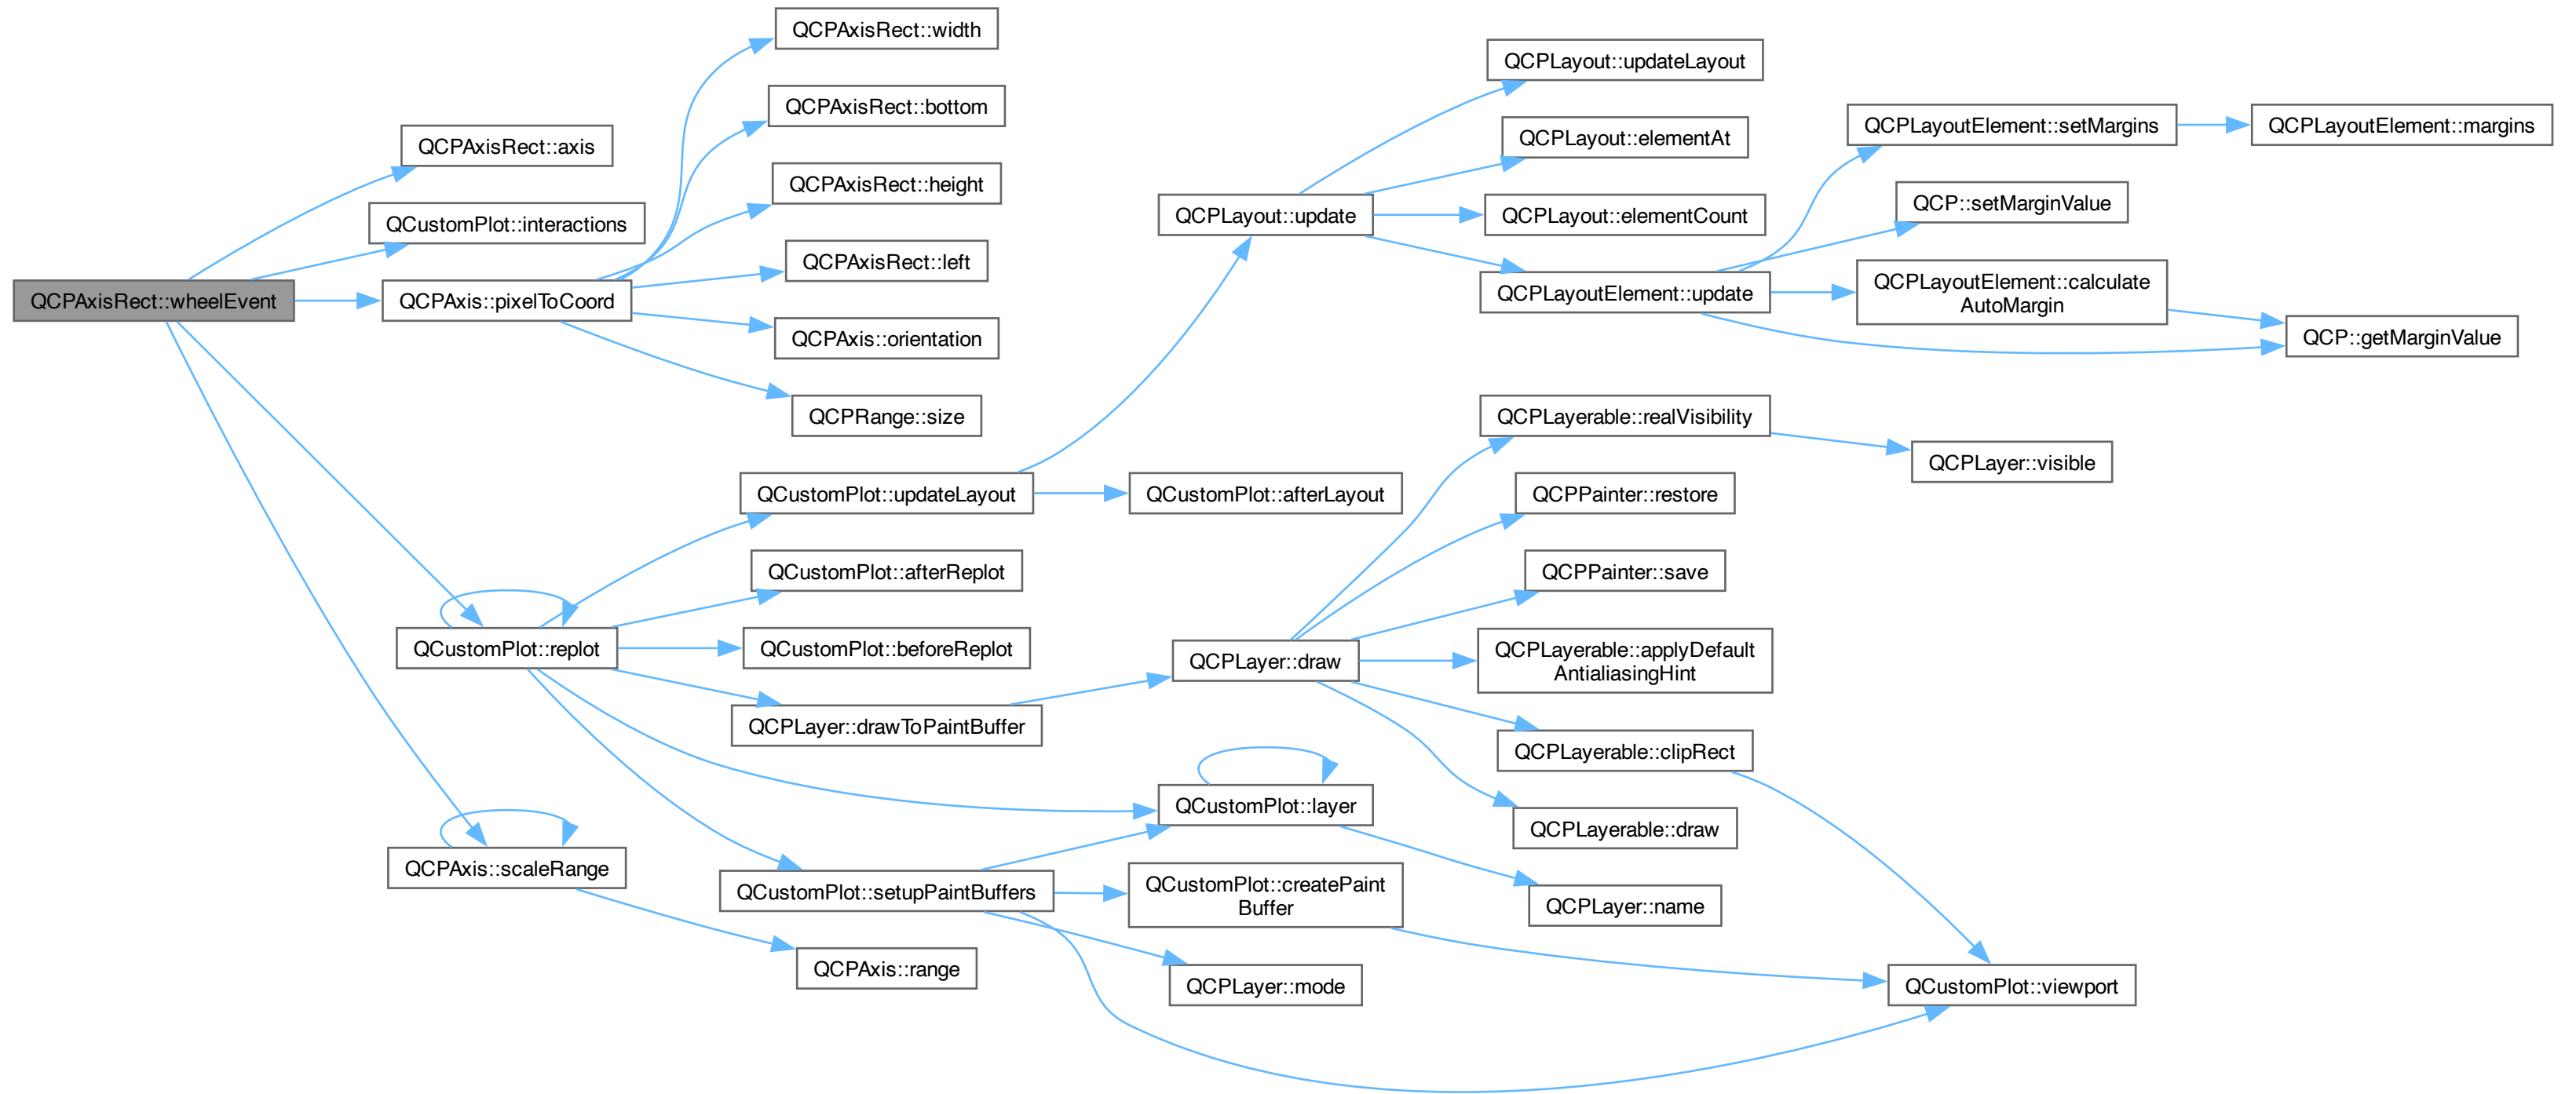 QCPAxisRect::wheelEvent
QCPAxisRect::axis
QCustomPlot::interactions
QCPAxis::pixelToCoord
QCustomPlot::replot
QCPAxis::scaleRange
QCPAxisRect::width
QCPAxisRect::bottom
QCPAxisRect::height
QCPAxisRect::left
QCPAxis::orientation
QCPRange::size
QCustomPlot::updateLayout
QCustomPlot::afterReplot
QCustomPlot::beforeReplot
QCPLayer::drawToPaintBuffer
QCustomPlot::setupPaintBuffers
QCPAxis::range
QCPLayout::update
QCustomPlot::afterLayout
QCPLayer::draw
QCustomPlot::layer
QCustomPlot::createPaint
Buffer
QCPLayer::mode
QCPLayout::updateLayout
QCPLayout::elementAt
QCPLayout::elementCount
QCPLayoutElement::update
QCPLayerable::realVisibility
QCPPainter::restore
QCPPainter::save
QCPLayerable::applyDefault
AntialiasingHint
QCPLayerable::clipRect
QCPLayerable::draw
QCPLayer::name
QCPLayoutElement::setMargins
QCP::setMarginValue
QCPLayoutElement::calculate
AutoMargin
QCPLayer::visible
QCustomPlot::viewport
QCPLayoutElement::margins
QCP::getMarginValue